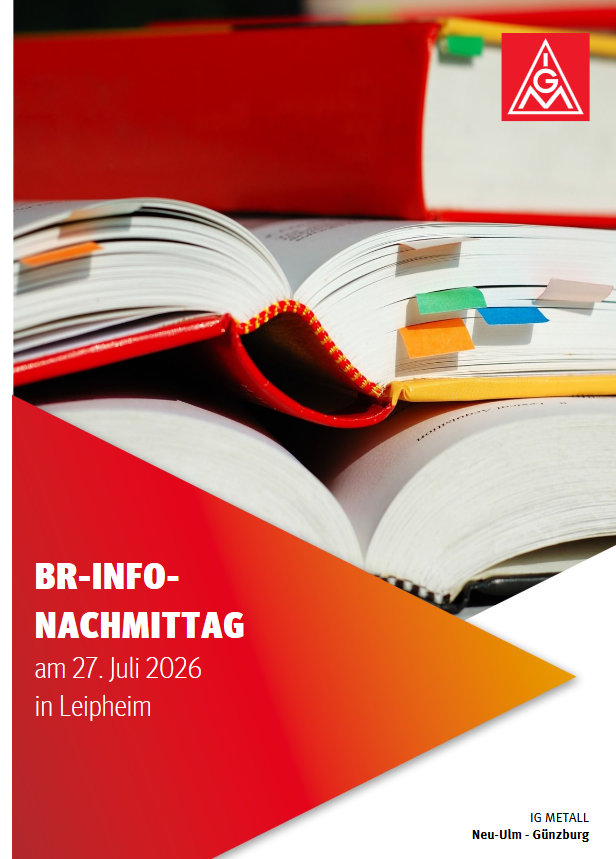 IGM
BR-INFO-
NACHMITTAG
am 27. Juli 2026
in Leipheim
IG METALL
Neu-Ulm - Günzburg